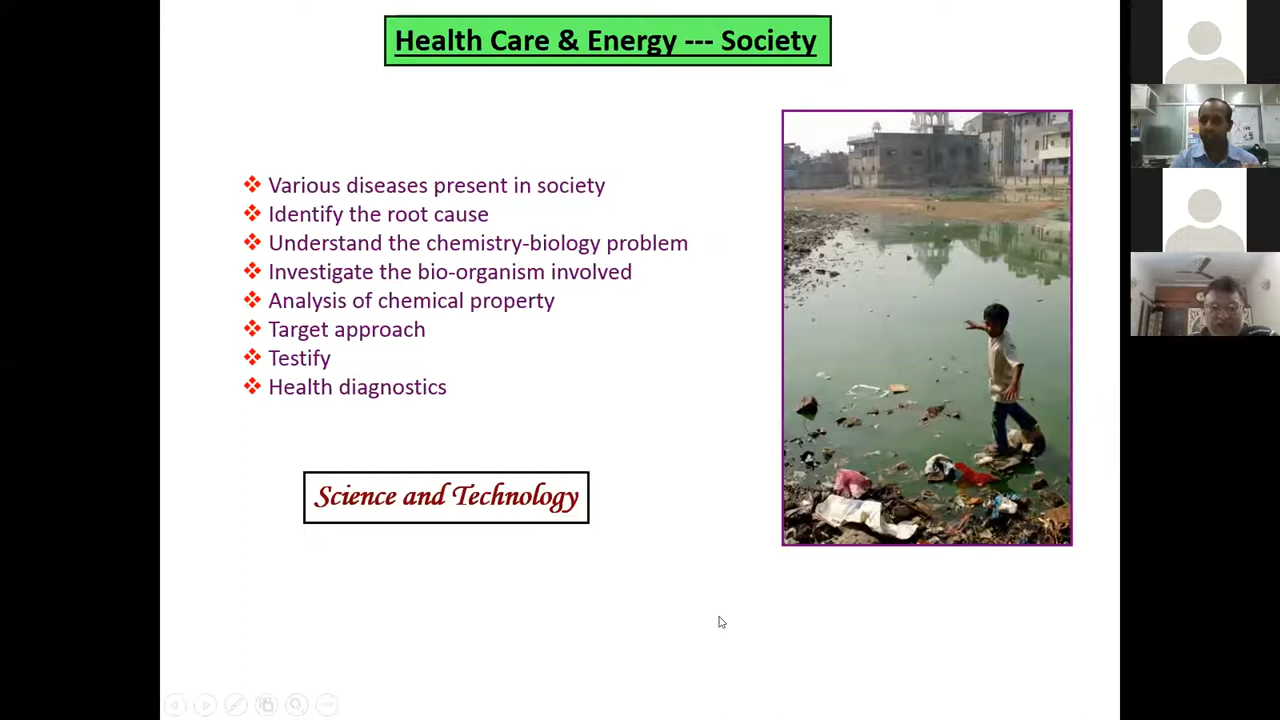 Health Care & Energy --- Society
Various diseases present in society
Identify the root cause
Understand the chemistry-biology problem
Investigate the bio-organism involved
Analysis of chemical property
Target approach
Testify
Health diagnostics
Science and Technology